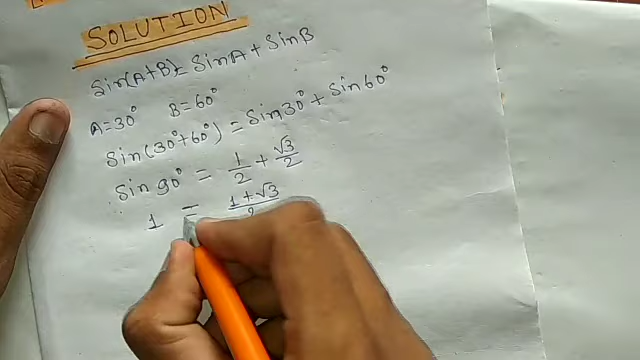 SOLUTION
Sin(A+B)= SinA + SinB
A=30° B=60°
Sin(30°+60°) = Sin30° + Sin60°
Sin 90° = 1/2 + √3/2
1 = (1+√3)/2